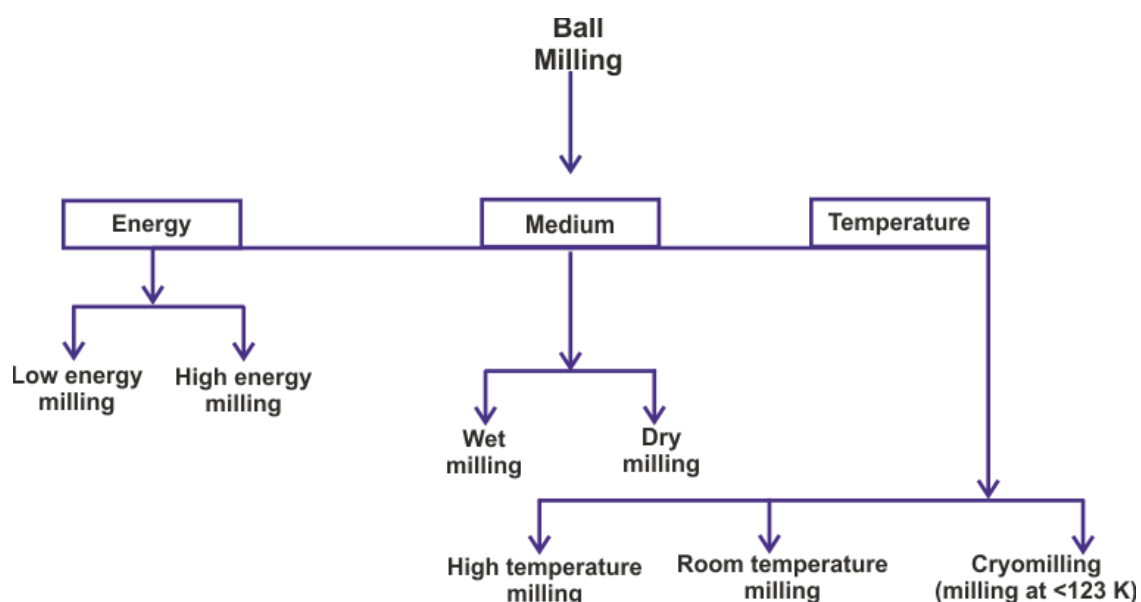 Ball
Milling
Energy
Medium
Temperature
Low energy
milling
High energy
milling
Wet
milling
Dry
milling
High temperature
milling
Room temperature
milling
Cryomilling
(milling at <123 K)